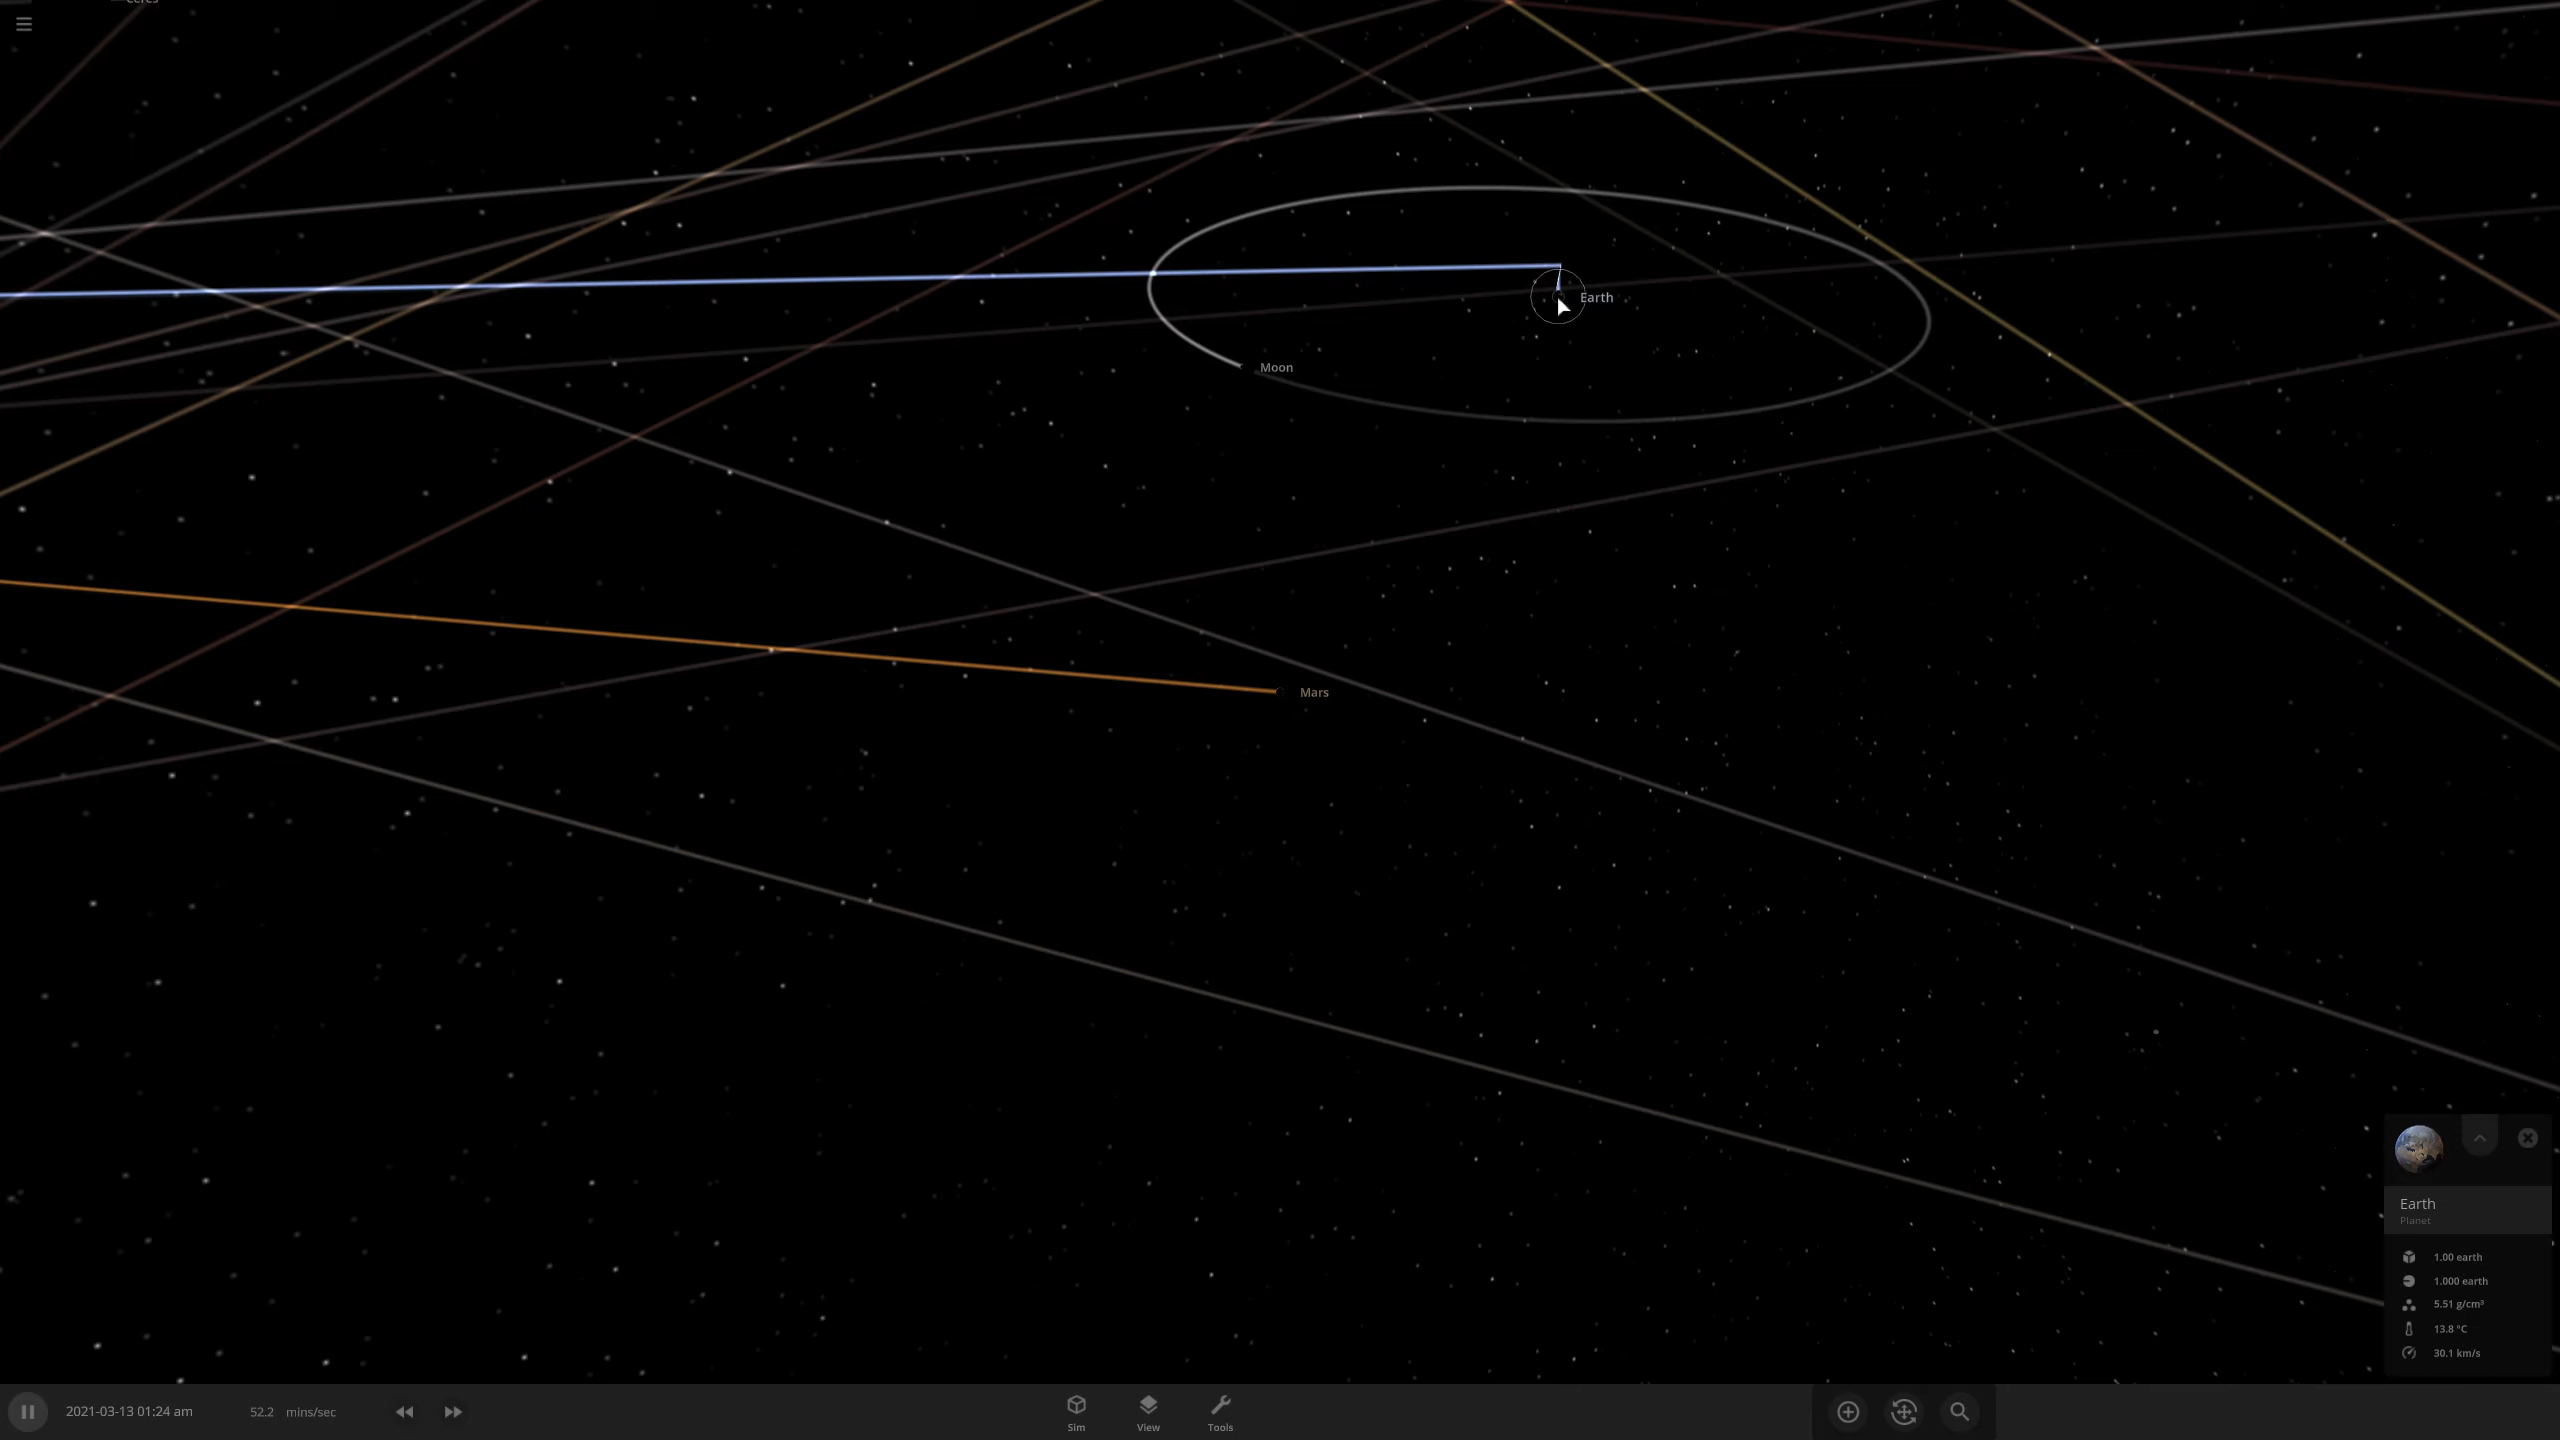 Ceres
Earth
Moon
Mars
Earth
Planet
1.00 earth
1.000 earth
5.51 g/cm³
13.8 °C
30.1 km/s
2021-03-13 01:24 am 52.2 mins/sec
Sim View Tools